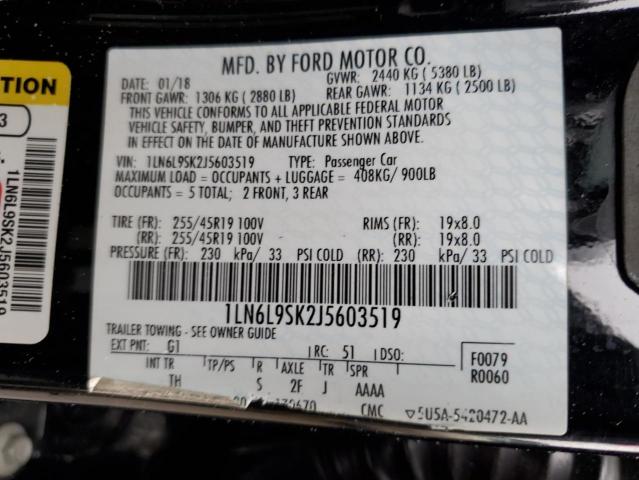 MFD. BY FORD MOTOR CO.
DATE: 01/18 GVWR: 2440 KG ( 5380 LB)
FRONT GAWR: 1306 KG ( 2880 LB) REAR GAWR: 1134 KG ( 2500 LB)
THIS VEHICLE CONFORMS TO ALL APPLICABLE FEDERAL MOTOR
VEHICLE SAFETY, BUMPER, AND THEFT PREVENTION STANDARDS
IN EFFECT ON THE DATE OF MANUFACTURE SHOWN ABOVE.
VIN: 1LN6L9SK2J5603519 TYPE: Passenger Car
MAXIMUM LOAD = OCCUPANTS + LUGGAGE = 408KG/ 900LB
OCCUPANTS = 5 TOTAL; 2 FRONT, 3 REAR
TIRE (FR): 255/45R19 100V RIMS (FR): 19x8.0
(RR): 255/45R19 100V (RR): 19x8.0
PRESSURE (FR): 230 kPa/ 33 PSI COLD (RR): 230 kPa/ 33 PSI COLD
1LN6L9SK2J5603519
TRAILER TOWING - SEE OWNER GUIDE
EXT PNT: G1 RC: 51 DSO: F0079
INT TR TP/PS R AXLE TR SPR R0060
TH S 2F J AAAA
CMC ▽5U5A-5420472-AA
TION
3
1LN6L9SK2J5603519